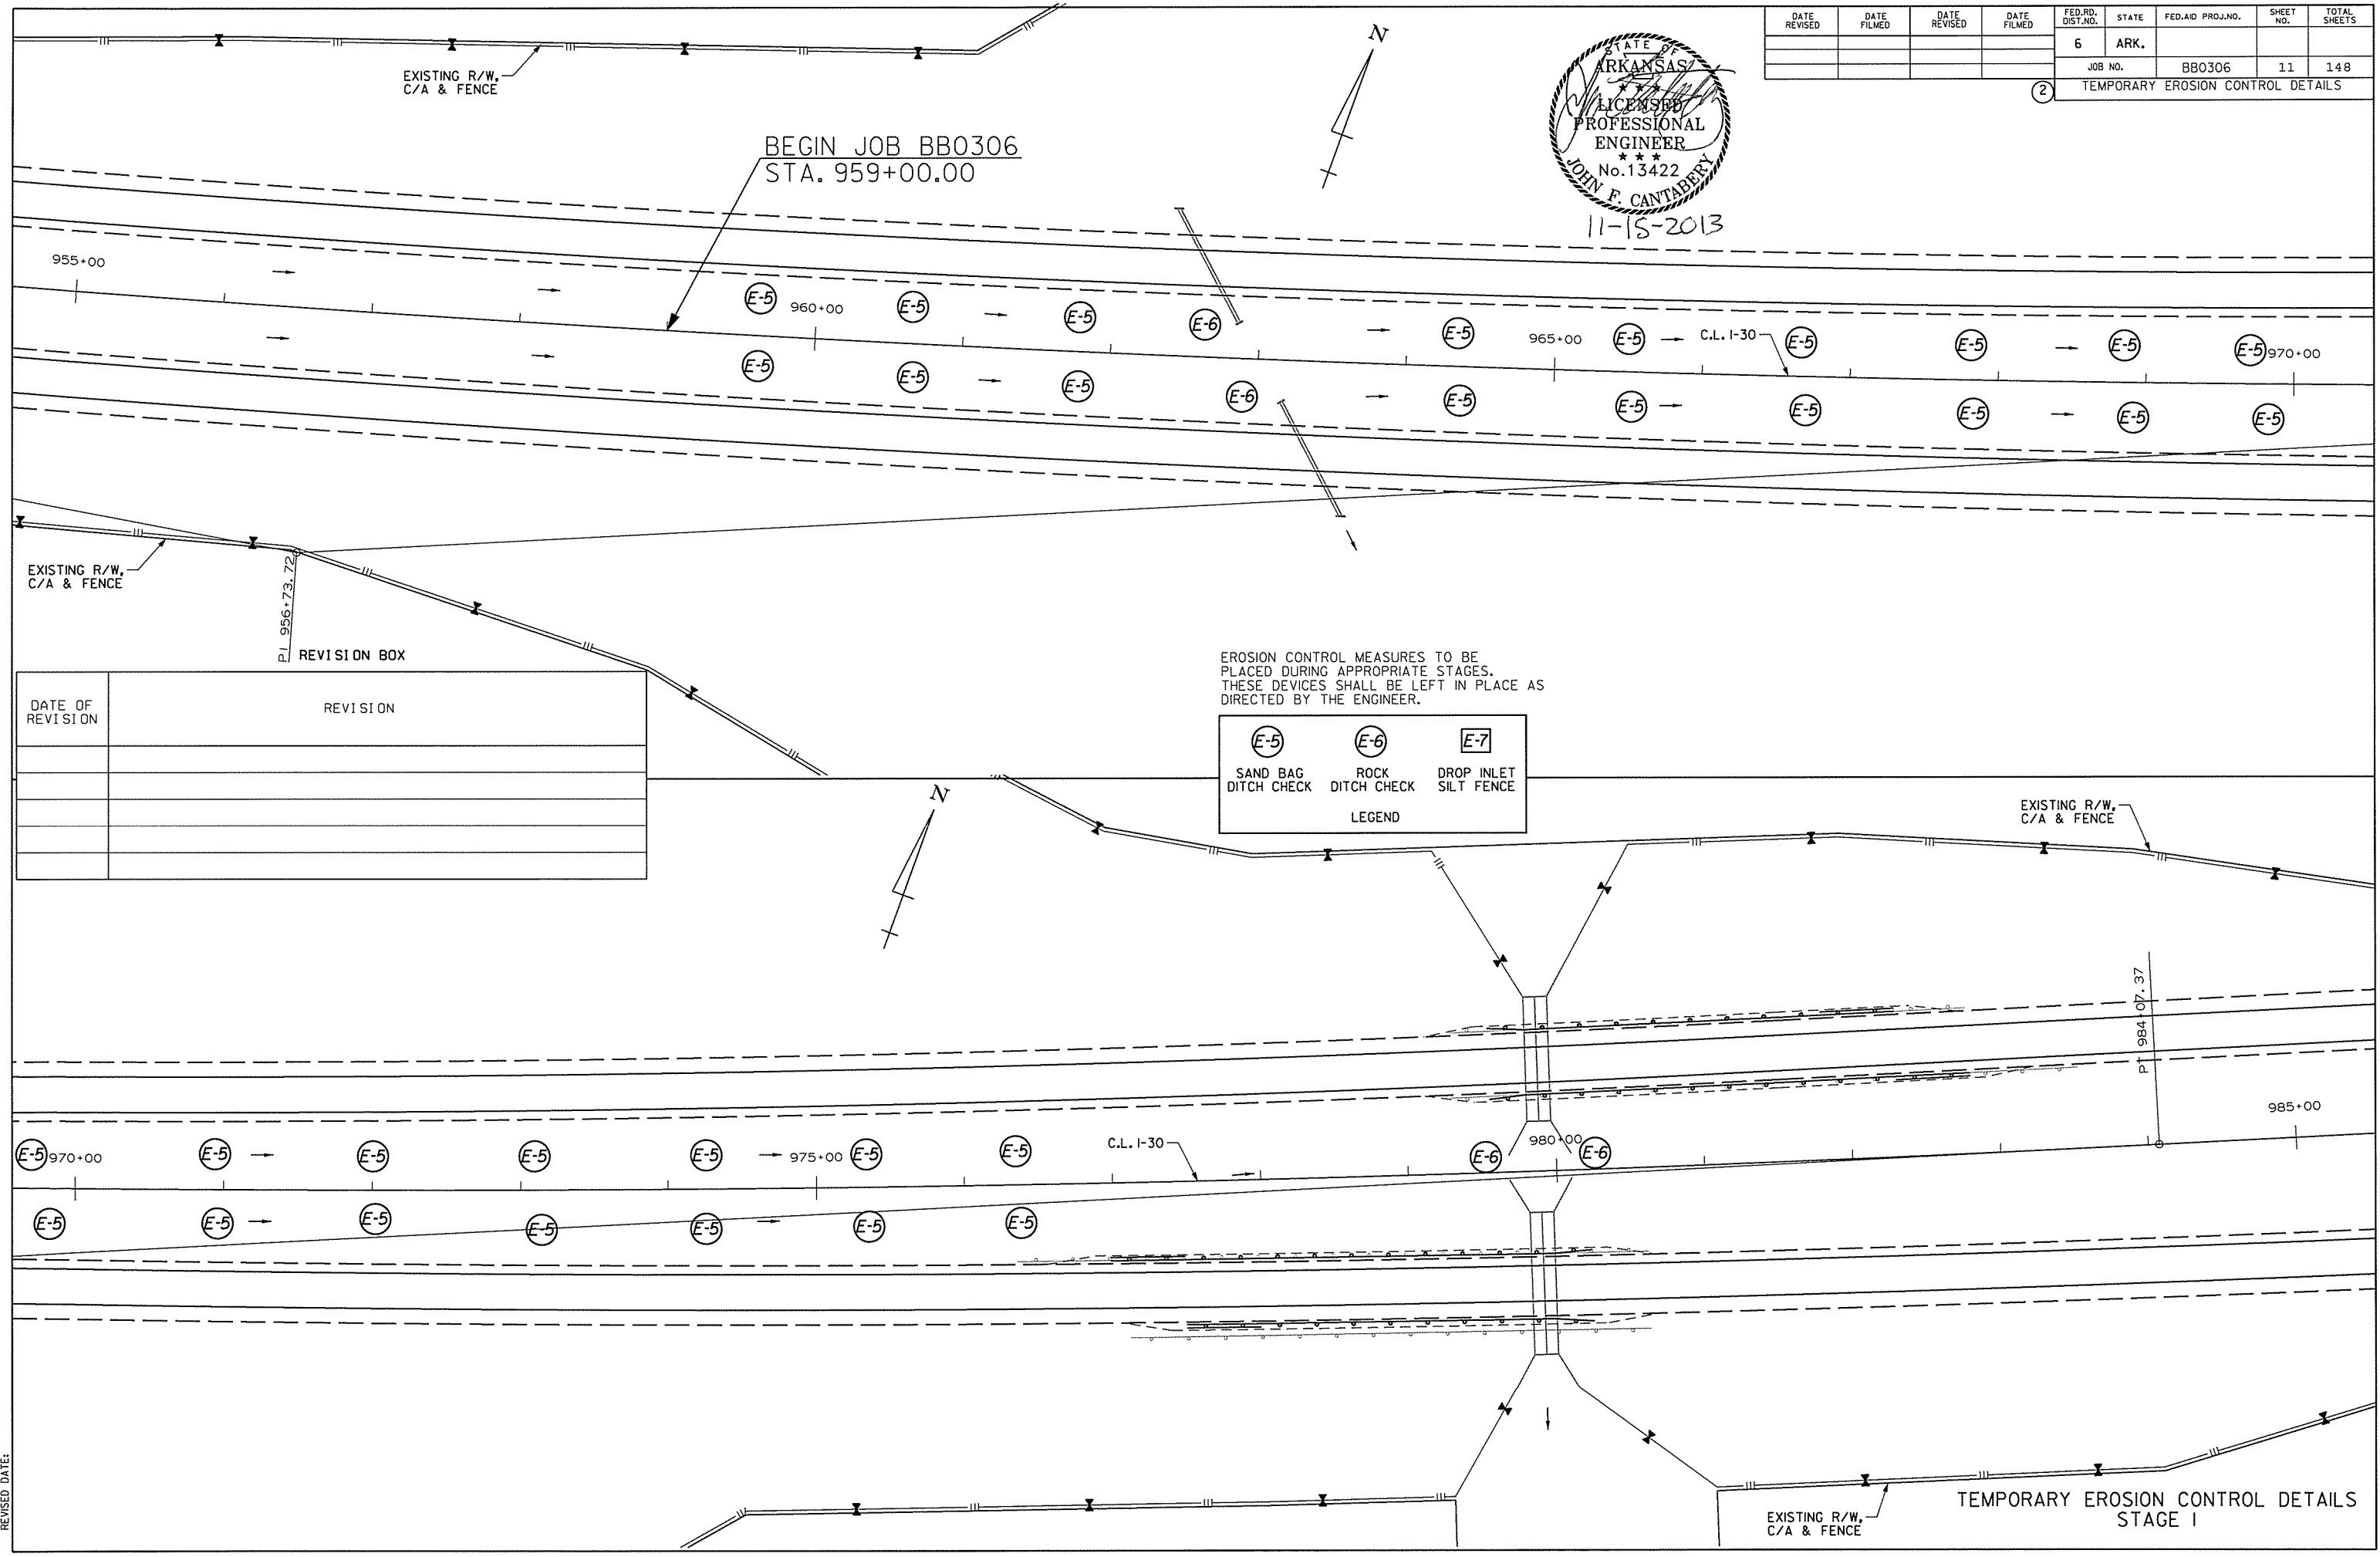 DATE REVISED
DATE FILMED
DATE REVISED
DATE FILMED
FED.RD. DIST.NO.
STATE
FED.AID PROJ.NO.
SHEET NO.
TOTAL SHEETS
6
ARK.
JOB NO.
BB0306
11
148
2
TEMPORARY EROSION CONTROL DETAILS
N
STATE OF
ARKANSAS
★ ★ ★
LICENSED
PROFESSIONAL
ENGINEER
★ ★ ★
No.13422
JOHN F. CANTABERY
11-15-2013
EXISTING R/W,
C/A & FENCE
BEGIN JOB BB0306
STA. 959+00.00
955+00
E-5
960+00
E-5
E-5
E-6
E-5
965+00
E-5
C.L. I-30
E-5
E-5
E-5
E-5
970+00
E-5
E-5
E-5
E-6
E-5
E-5
E-5
E-5
E-5
E-5
EXISTING R/W,
C/A & FENCE
PI 956+73.72
REVISION BOX
DATE OF
REVISION
REVISION
EROSION CONTROL MEASURES TO BE
PLACED DURING APPROPRIATE STAGES.
THESE DEVICES SHALL BE LEFT IN PLACE AS
DIRECTED BY THE ENGINEER.
E-5
E-6
E-7
SAND BAG
DITCH CHECK
ROCK
DITCH CHECK
DROP INLET
SILT FENCE
LEGEND
N
EXISTING R/W,
C/A & FENCE
PI 984+07.37
985+00
E-5
970+00
E-5
E-5
E-5
E-5
975+00
E-5
E-5
C.L. I-30
E-6
980+00
E-6
E-5
E-5
E-5
E-5
E-5
E-5
E-5
EXISTING R/W,
C/A & FENCE
TEMPORARY EROSION CONTROL DETAILS
STAGE I
REVISED DATE: